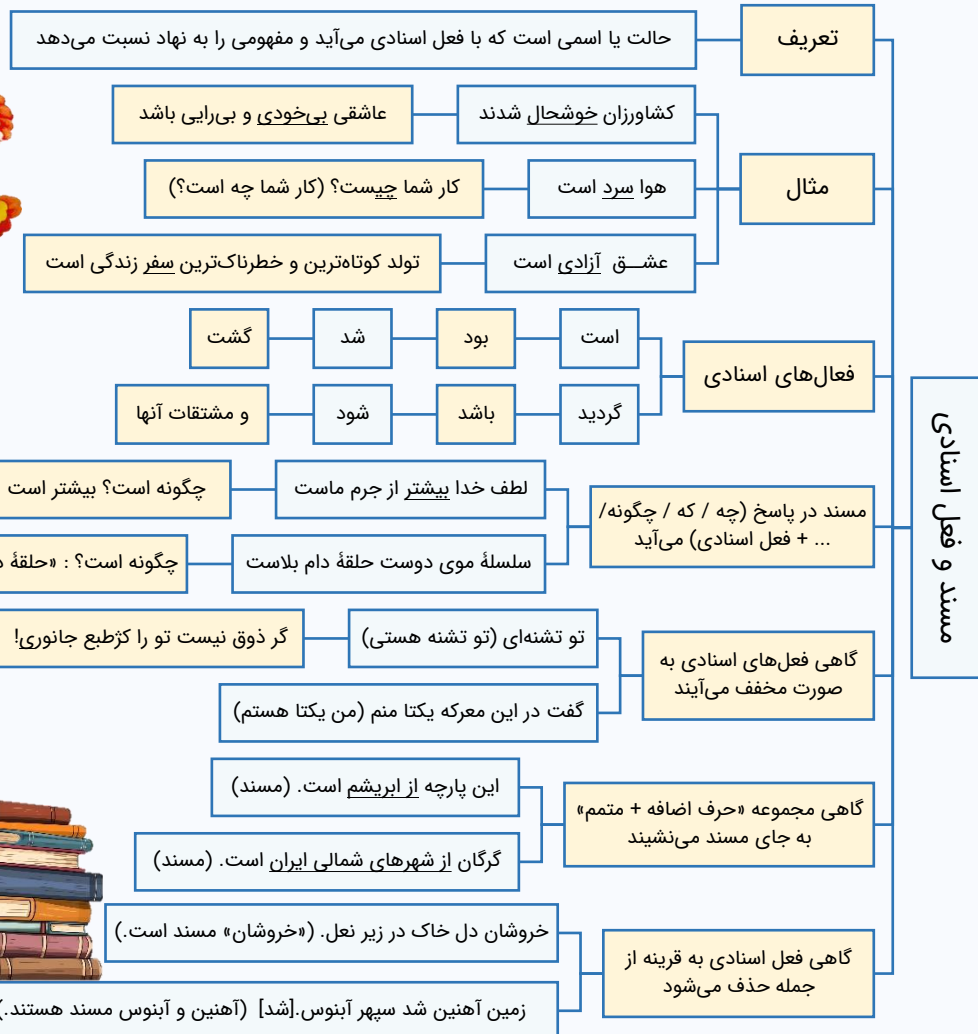 مسند و فعل اسنادی
تعریف
حالت یا اسمی است که با فعل اسنادی می‌آید و مفهومی را به نهاد نسبت می‌دهد
مثال
کشاورزان خوشحال شدند
عاشقی بی‌خودی و بی‌رایی باشد
هوا سرد است
کار شما چیست؟ (کار شما چه است؟)
عشــق آزادی است
تولد کوتاه‌ترین و خطرناک‌ترین سفر زندگی است
فعال‌های اسنادی
است
بود
شد
گشت
گردید
باشد
شود
و مشتقات آنها
مسند در پاسخ (چه / که / چگونه/
... + فعل اسنادی) می‌آید
لطف خدا بیشتر از جرم ماست
چگونه است؟ بیشتر است
سلسلهٔ موی دوست حلقهٔ دام بلاست
چگونه است؟ : «حلقهٔ
گاهی فعل‌های اسنادی به
صورت مخفف می‌آیند
تو تشنه‌ای (تو تشنه هستی)
گر ذوق نیست تو را کژطبع جانوری!
گفت در این معرکه یکتا منم (من یکتا هستم)
گاهی مجموعه «حرف اضافه + متمم»
به جای مسند می‌نشیند
این پارچه از ابریشم است. (مسند)
گرگان از شهرهای شمالی ایران است. (مسند)
گاهی فعل اسنادی به قرینه از
جمله حذف می‌شود
خروشان دل خاک در زیر نعل. («خروشان» مسند است.)
زمین آهنین شد سپهر آبنوس.[شد] (آهنین و آبنوس مسند هستند.)